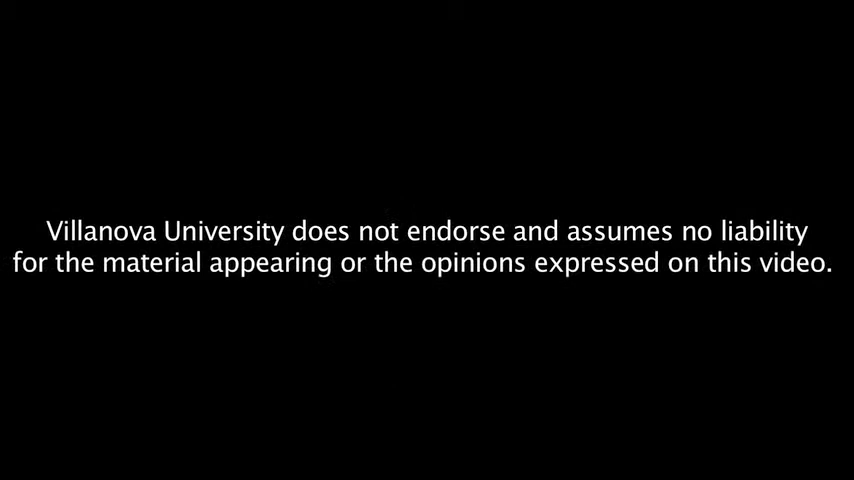 Villanova University does not endorse and assumes no liability
for the material appearing or the opinions expressed on this video.